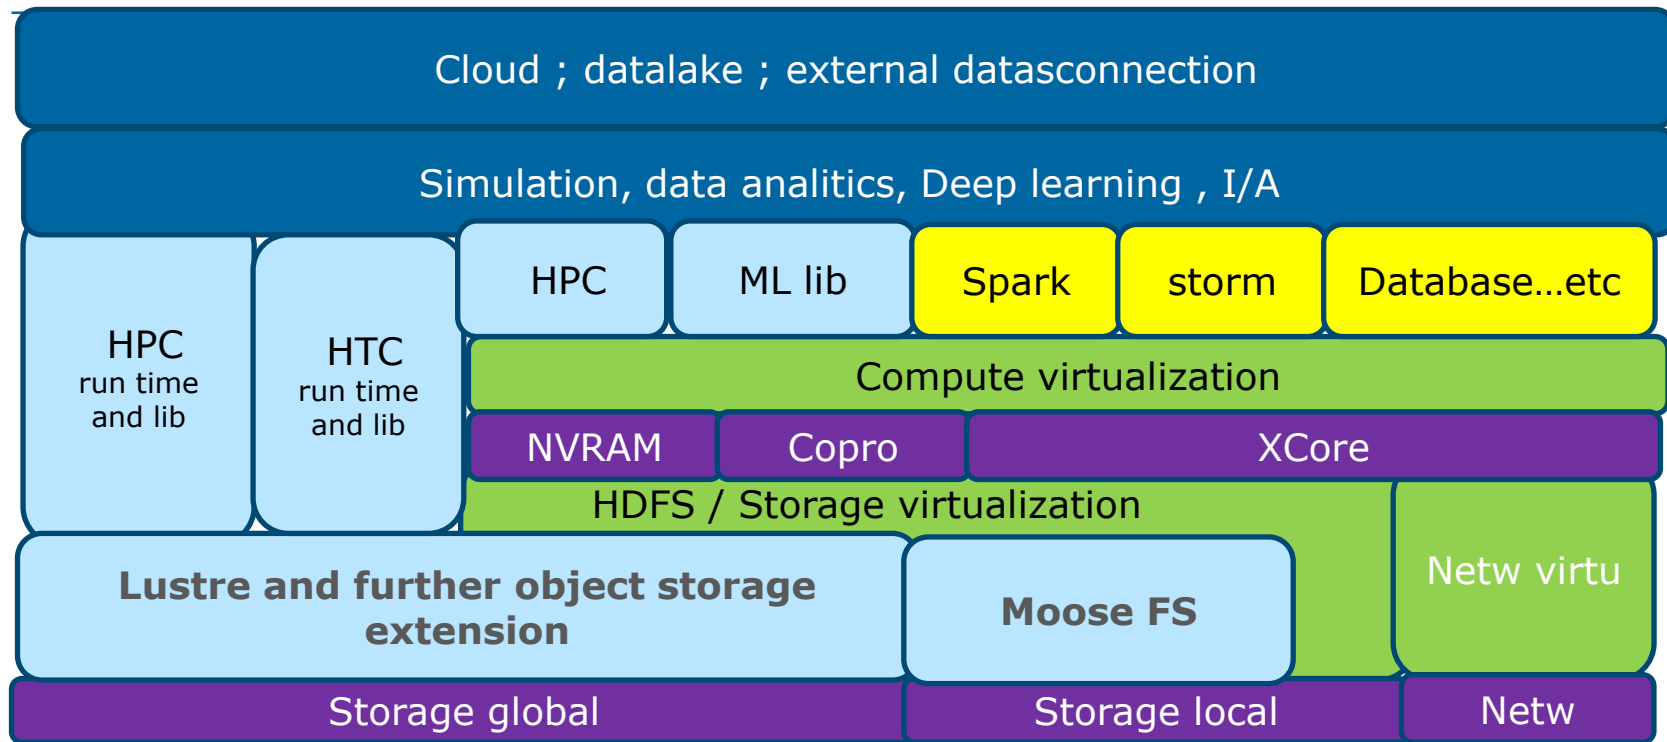 Cloud ; datalake ; external datasconnection
Simulation, data analitics, Deep learning , I/A
HPC
run time
and lib
HTC
run time
and lib
HPC
ML lib
Spark
storm
Database...etc
Compute virtualization
NVRAM
Copro
XCore
HDFS / Storage virtualization
Netw virtu
Lustre and further object storage
extension
Moose FS
Storage global
Storage local
Netw